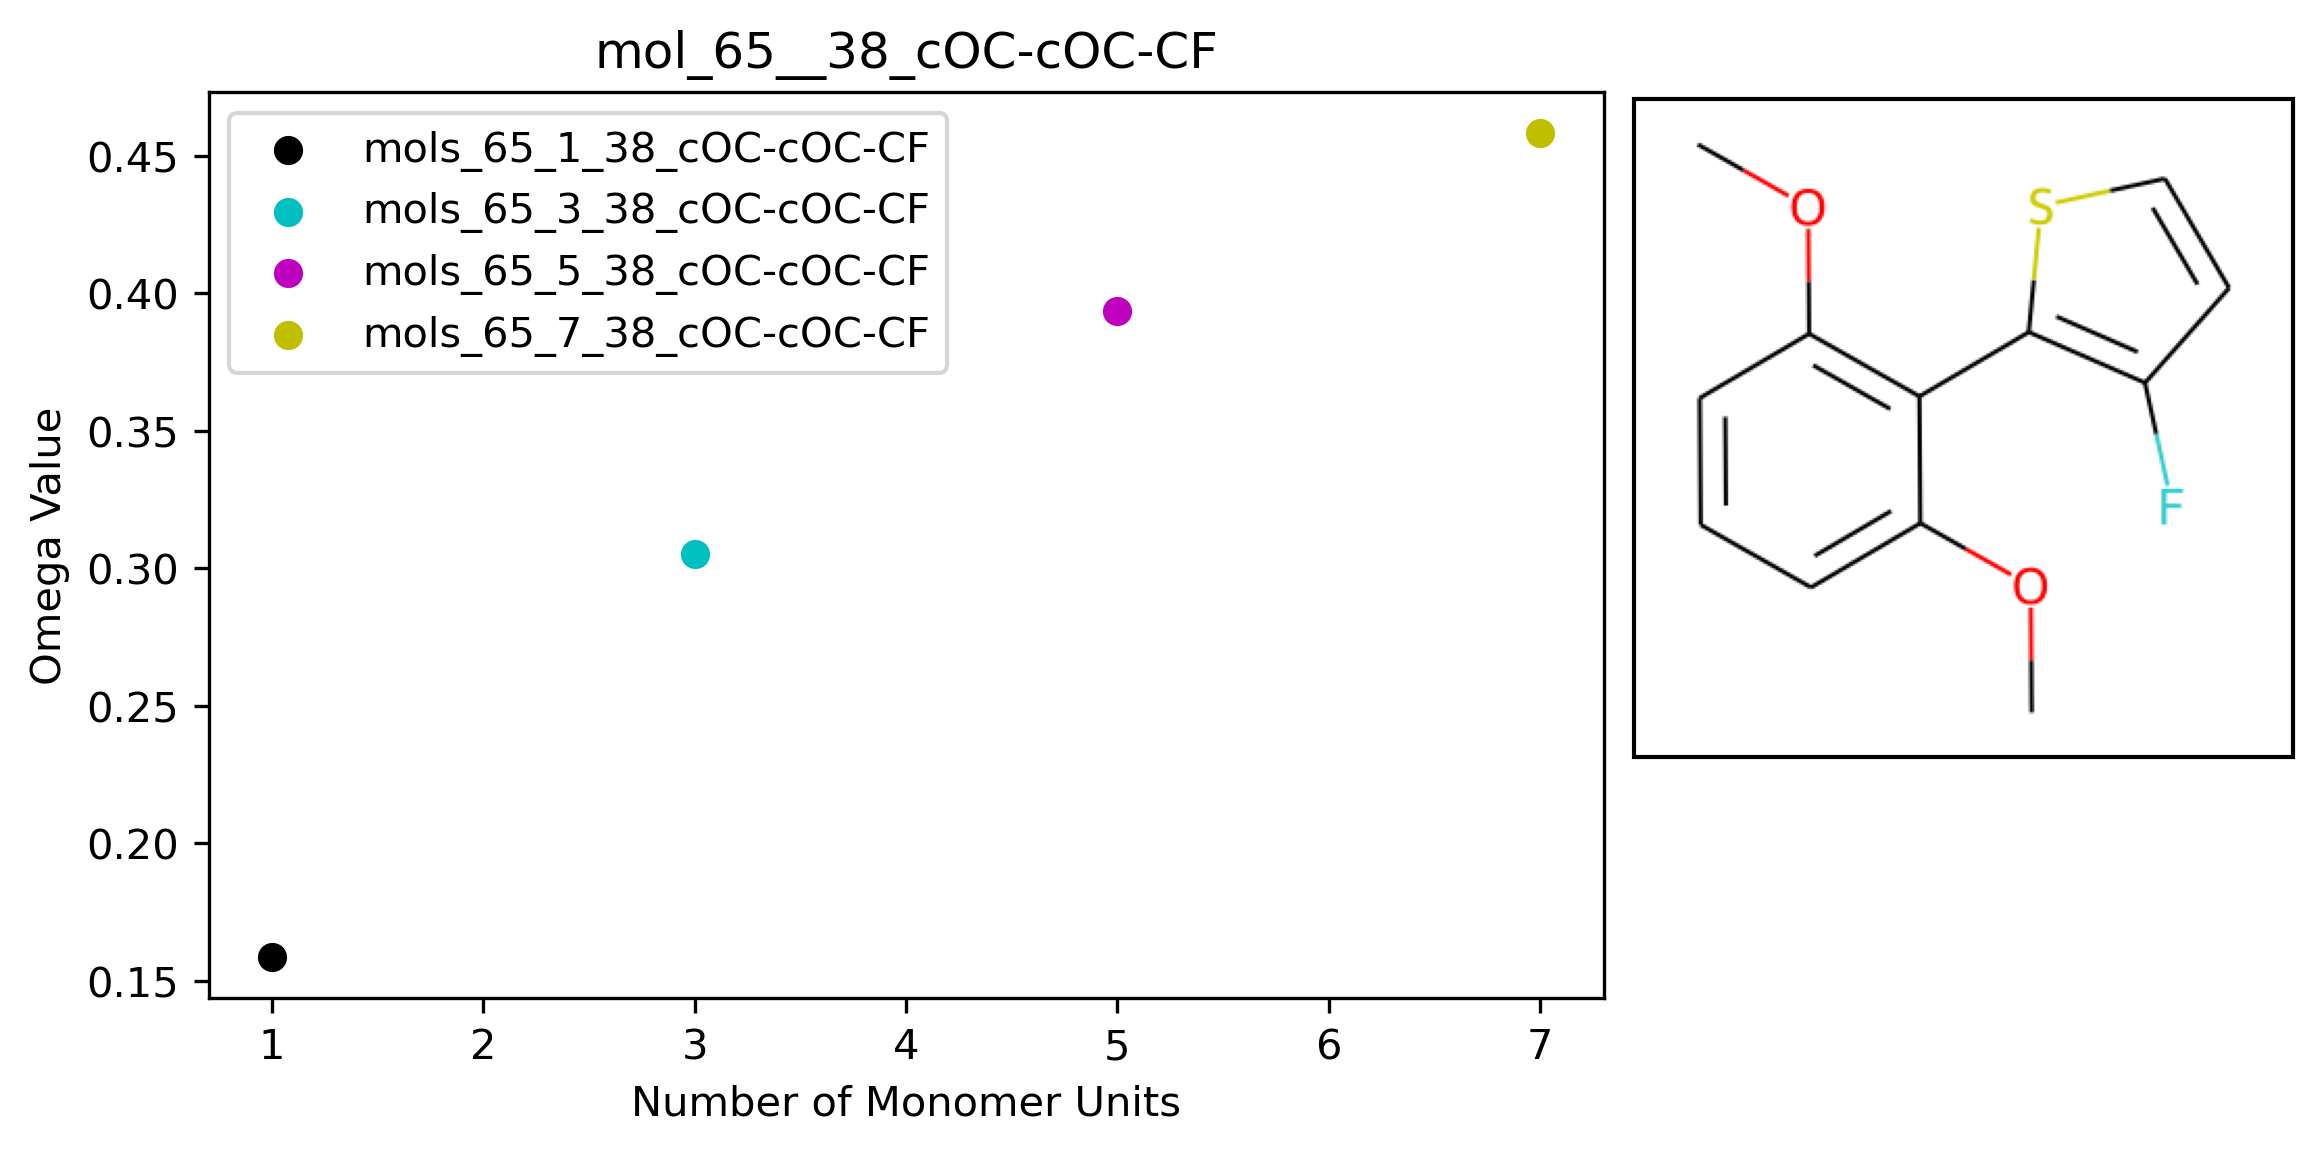 mol_65__38_cOC-cOC-CF
mols_65_1_38_cOC-cOC-CF
mols_65_3_38_cOC-cOC-CF
mols_65_5_38_cOC-cOC-CF
mols_65_7_38_cOC-cOC-CF
0.45
0.40
0.35
0.30
0.25
0.20
0.15
Omega Value
1 2 3 4 5 6 7
Number of Monomer Units
O
S
F
O